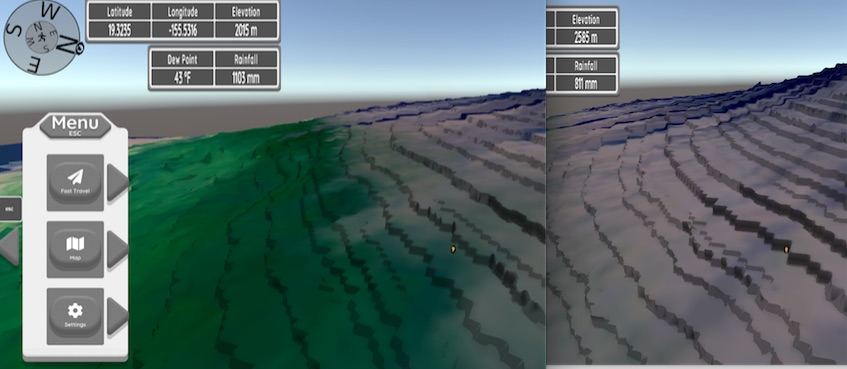 W
N
S
E
Latitude Longitude Elevation
19.3235 -155.5316 2015 m
Dew Point Rainfall
43 °F 1103 mm
Elevation
2585 m
Rainfall
811 mm
Menu
ESC
Fast Travel
esc
Map
Settings